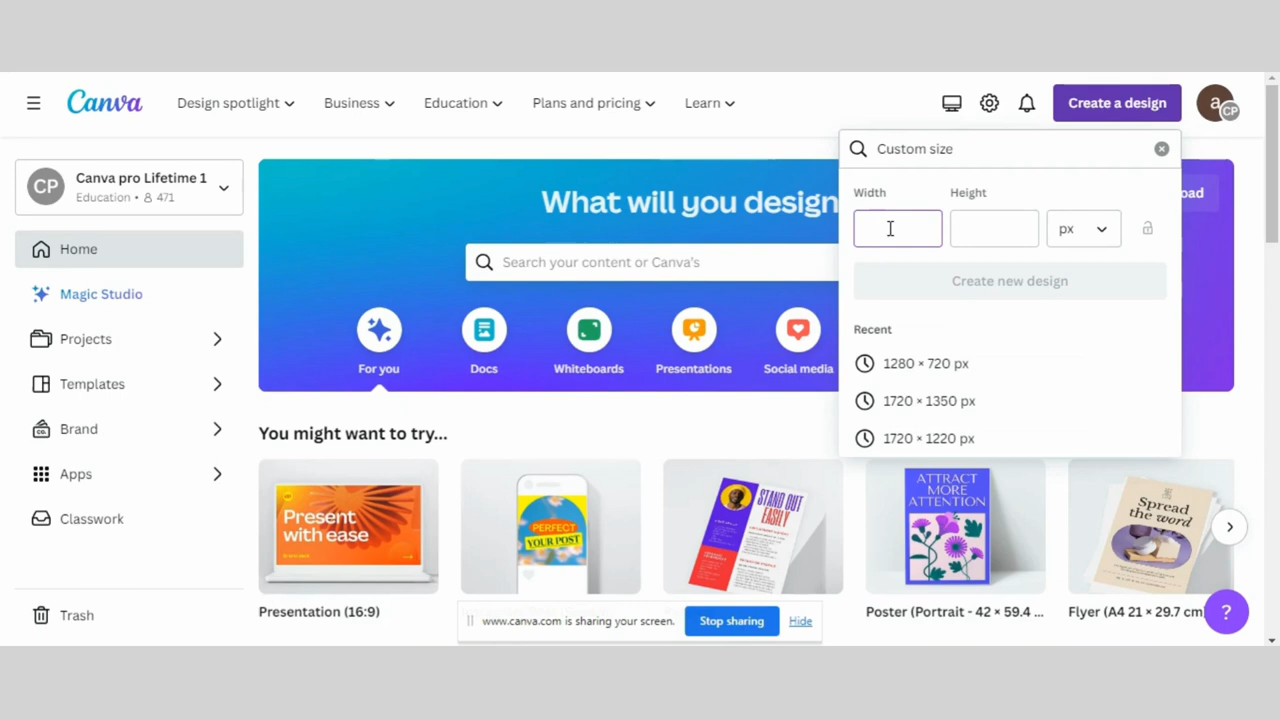 Canva
Design spotlight
Business
Education
Plans and pricing
Learn
Create a design
a
CP
CP
Canva pro Lifetime 1
Education • 471
Home
Magic Studio
Projects
Templates
Brand
Apps
Classwork
Trash
What will you design
Search your content or Canva's
For you
Docs
Whiteboards
Presentations
Social media
Custom size
Width
Height
px
Create new design
Recent
1280 × 720 px
1720 × 1350 px
1720 × 1220 px
You might want to try...
Present
with ease
PERFECT
YOUR POST
STAND OUT
EASILY
ATTRACT
MORE
ATTENTION
Spread
the word
Presentation (16:9)
Poster (Portrait - 42 × 59.4 ...
Flyer (A4 21 × 29.7 cm)
www.canva.com is sharing your screen.
Stop sharing
Hide
?